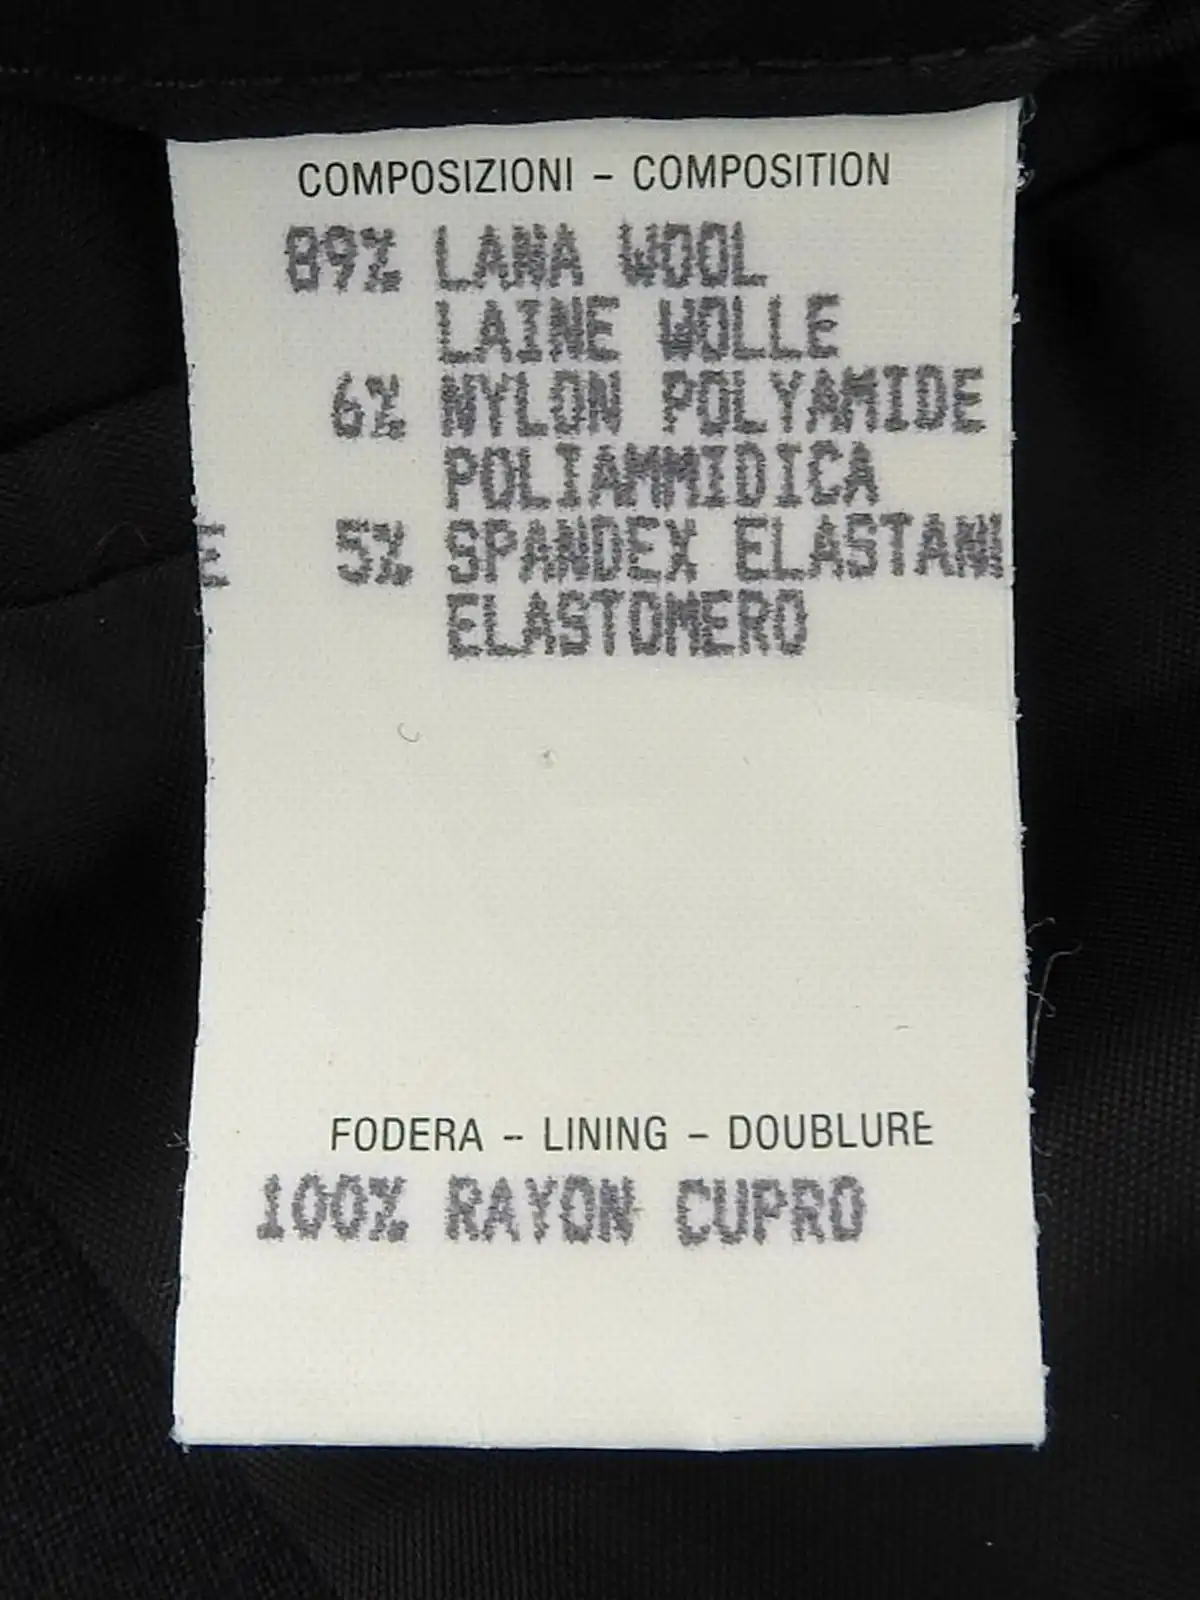 COMPOSIZIONI - COMPOSITION
89% LANA WOOL
LAINE WOLLE
6% NYLON POLYAMIDE
POLIAMMIDICA
E 5% SPANDEX ELASTAN
ELASTOMERO
FODERA - LINING - DOUBLURE
100% RAYON CUPRO